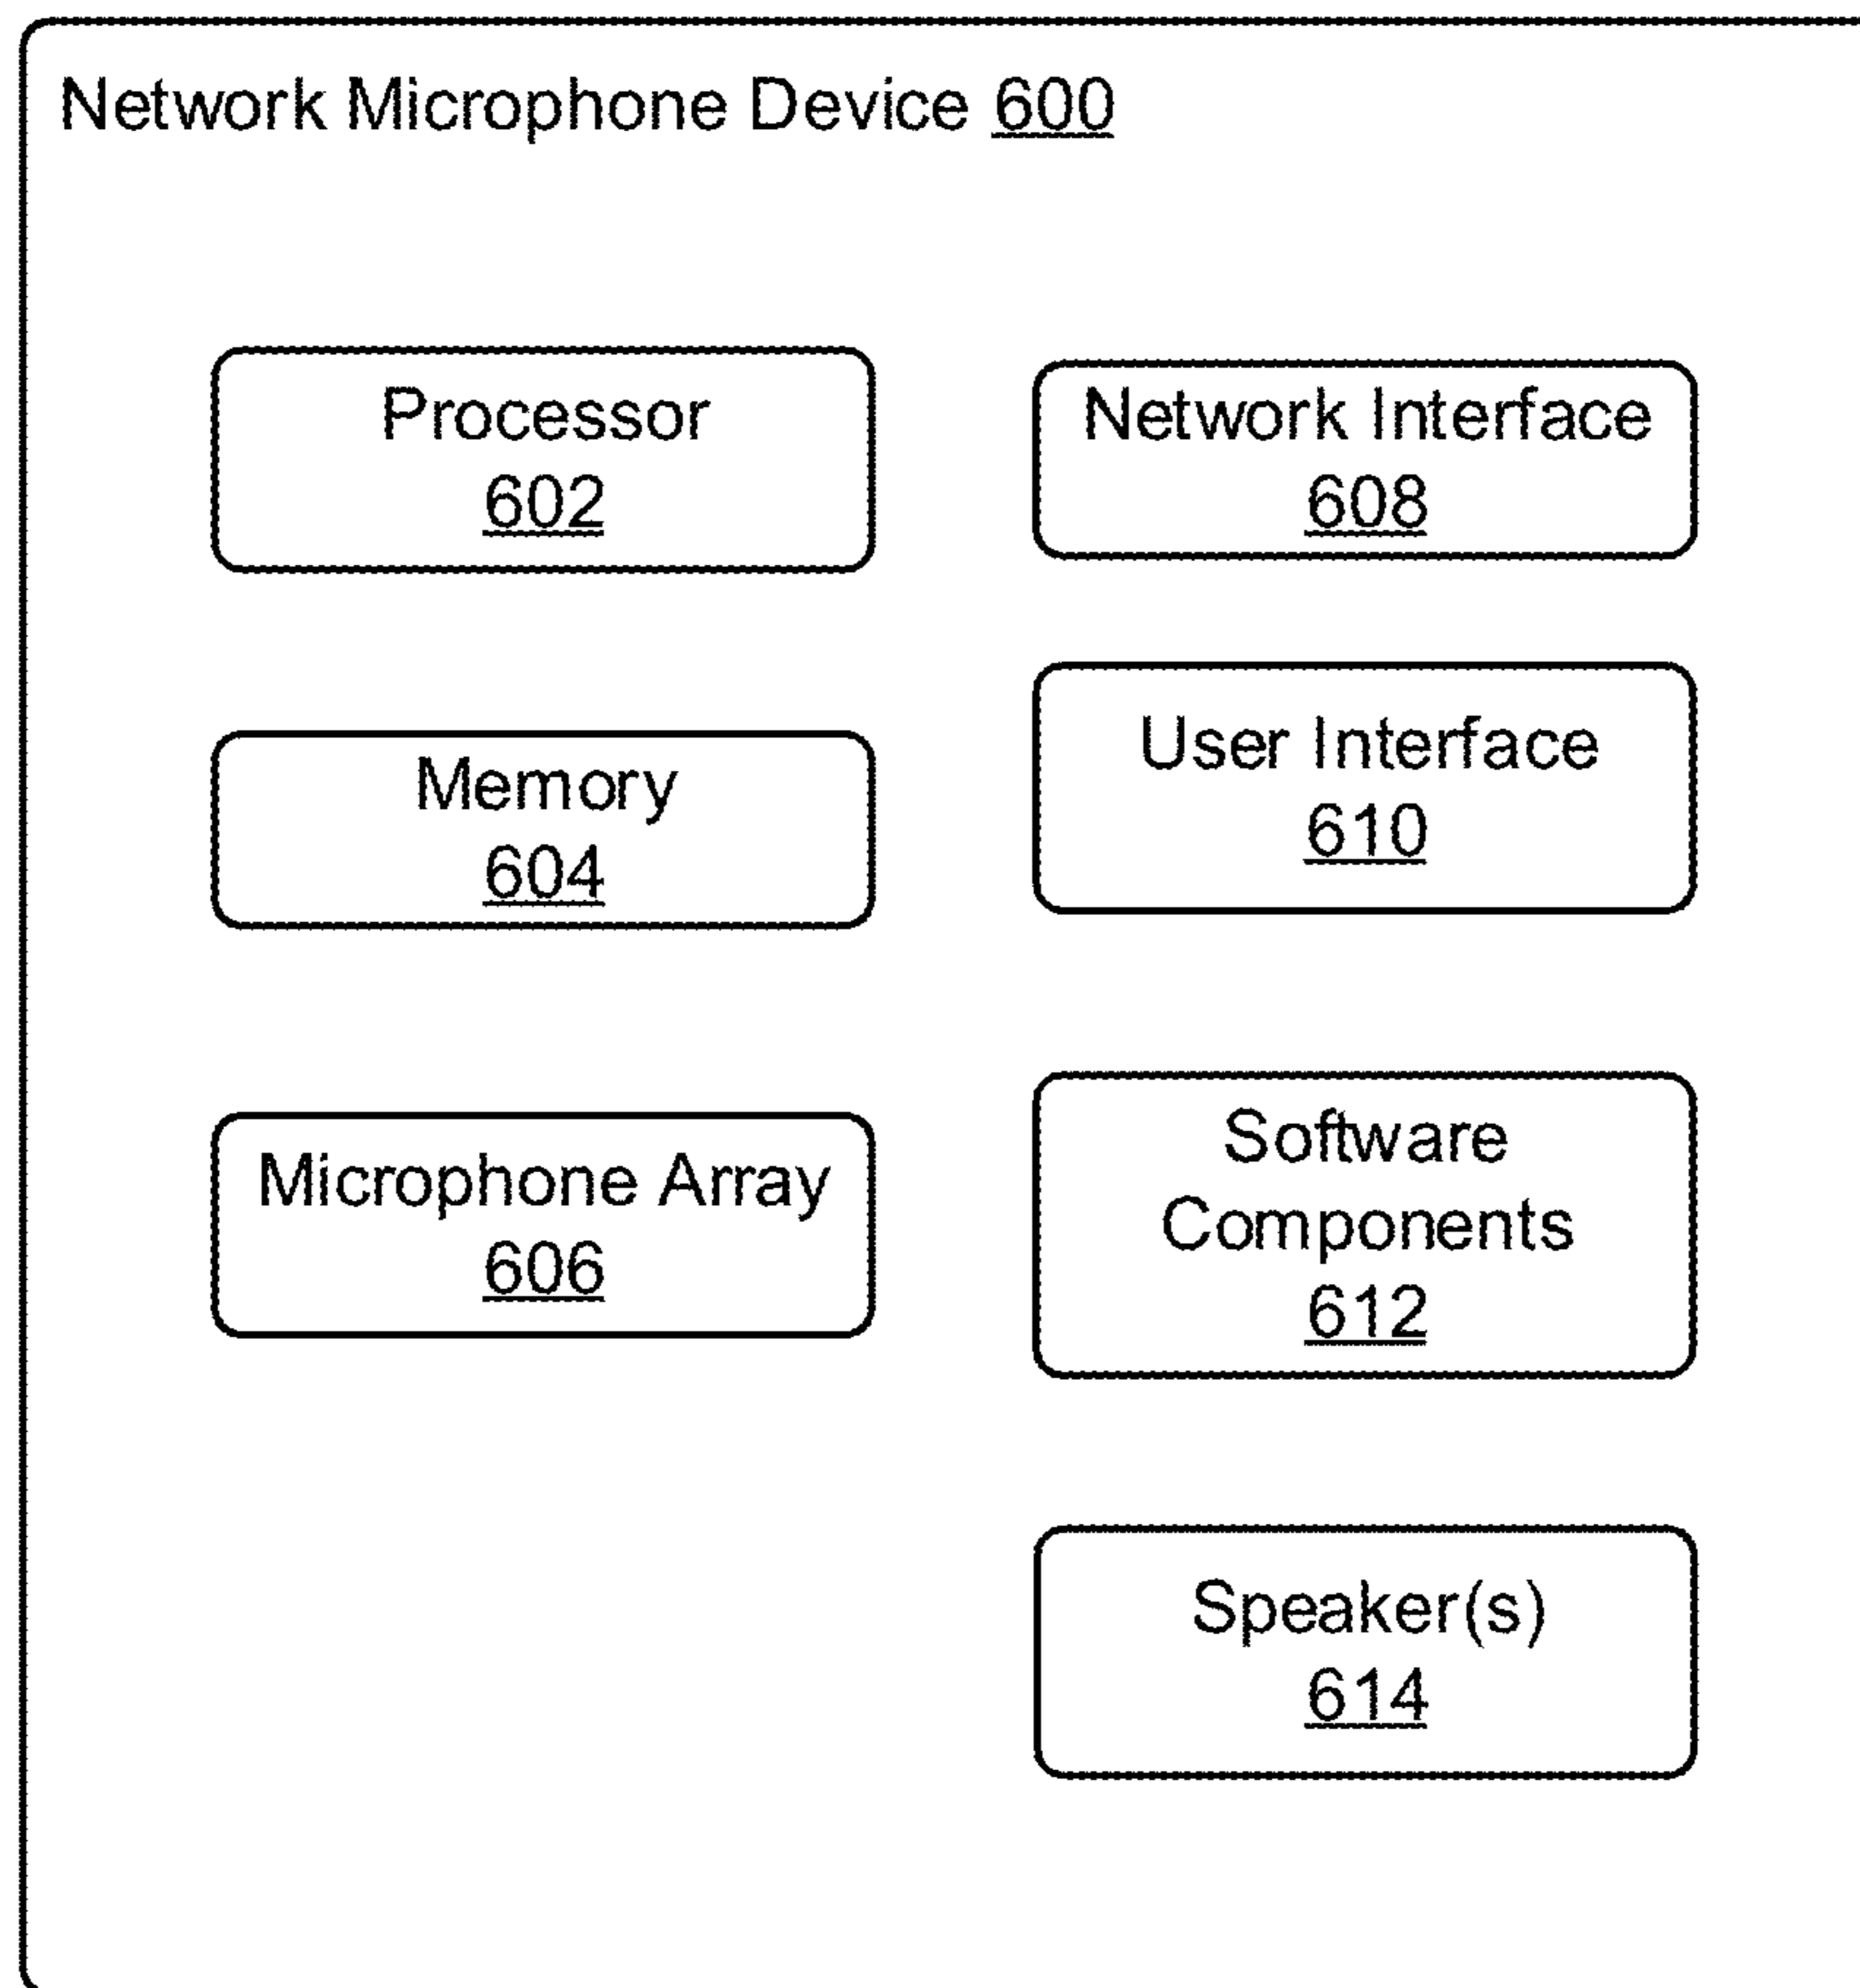 Network Microphone Device 600
Processor
602
Memory
604
Microphone Array
606
Network Interface
608
User Interface
610
Software
Components
612
Speaker(s)
614